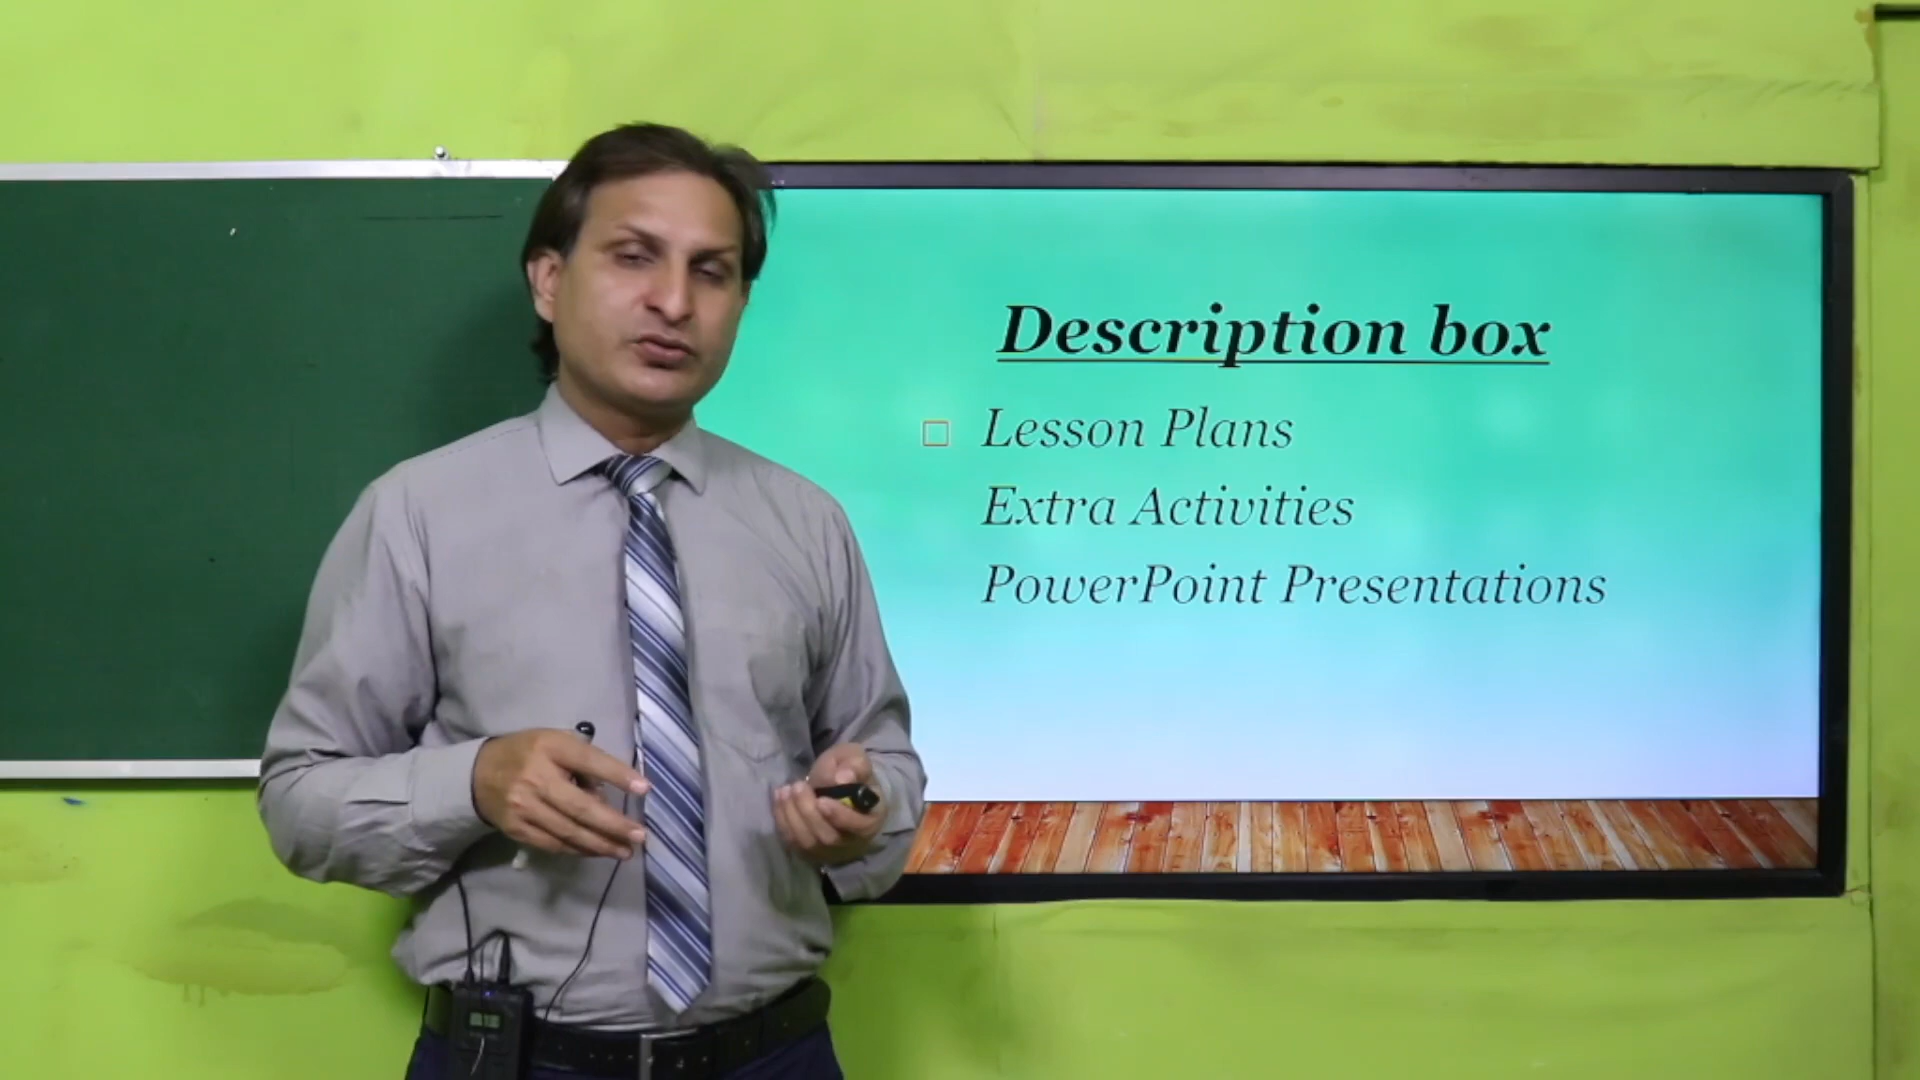 Description box
Lesson Plans
Extra Activities
PowerPoint Presentations